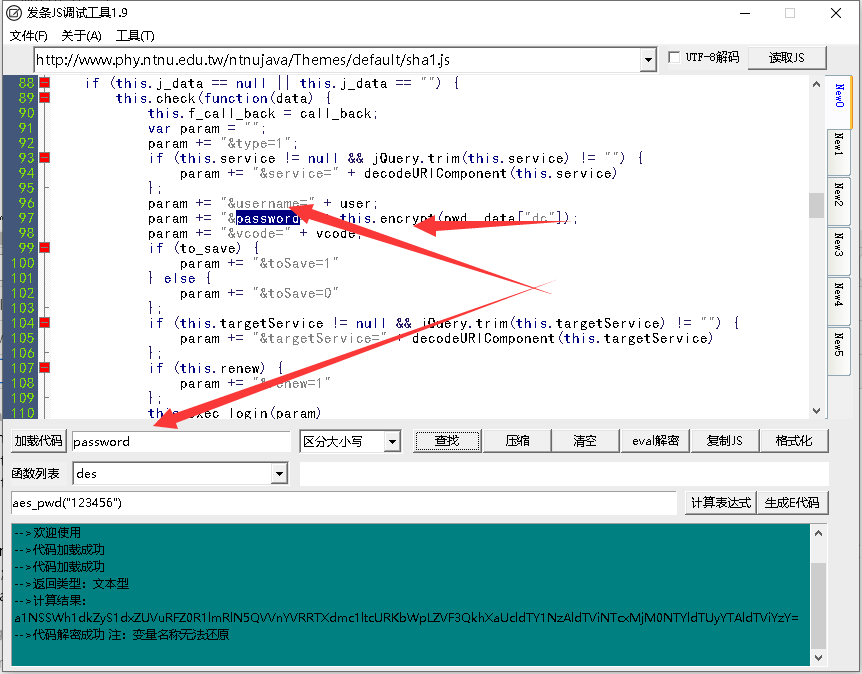 发条JS调试工具1.9
文件(F) 关于(A) 工具(T)
http://www.phy.ntnu.edu.tw/ntnujava/Themes/default/sha1.js
UTF-8解码
读取JS
88 if (this.j_data == null || this.j_data == "") {
89 this.check(function(data) {
90 this.f_call_back = call_back;
91 var param = "";
92 param += "&type=1";
93 if (this.service != null && jQuery.trim(this.service) != "") {
94 param += "&service=" + decodeURIComponent(this.service)
95 };
96 param += "&username=" + user;
97 param += "&password this.encrypt(pwd, data["dc"]);
98 param += "&vcode=" + vcode;
99 if (to_save) {
100 param += "&toSave=1"
101 } else {
102 param += "&toSave=0"
103 };
104 if (this.targetService != null && jQuery.trim(this.targetService) != "") {
105 param += "&targetService=" + decodeURIComponent(this.targetService)
106 };
107 if (this.renew) {
108 param += "&renew=1"
109 };
110 this.exec_login(param)
New0
New1
New2
New3
New4
New5
加载代码 password 区分大小写 查找 压缩 清空 eval解密 复制JS 格式化
函数列表 des
aes_pwd("123456") 计算表达式 生成E代码
-->欢迎使用
-->代码加载成功
-->代码加载成功
-->返回类型：文本型
-->计算结果：
-->代码解密成功 注：变量名称无法还原